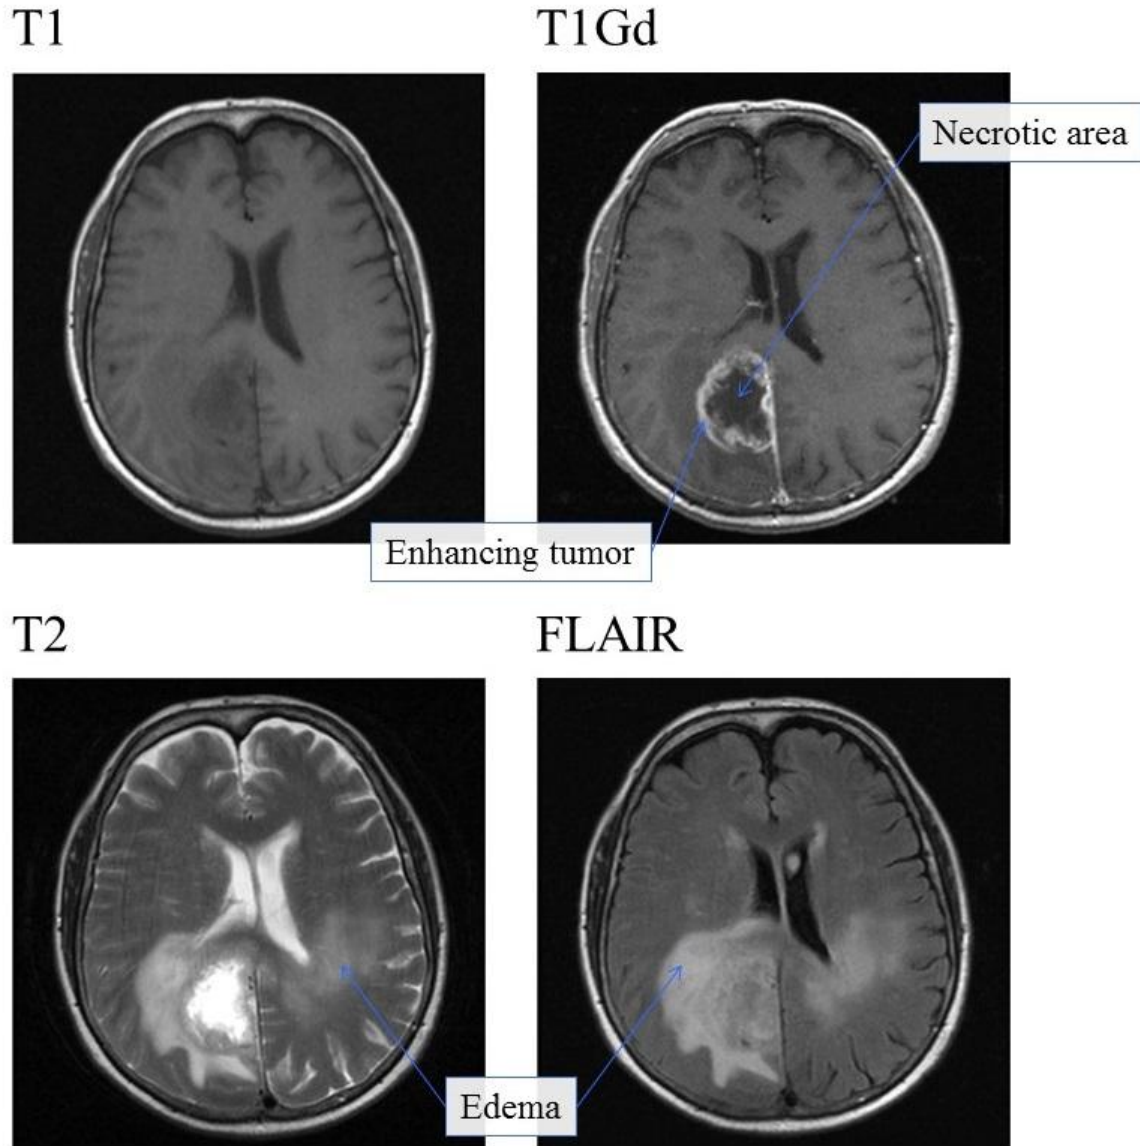 T1
T1Gd
Necrotic area
Enhancing tumor
T2
FLAIR
Edema